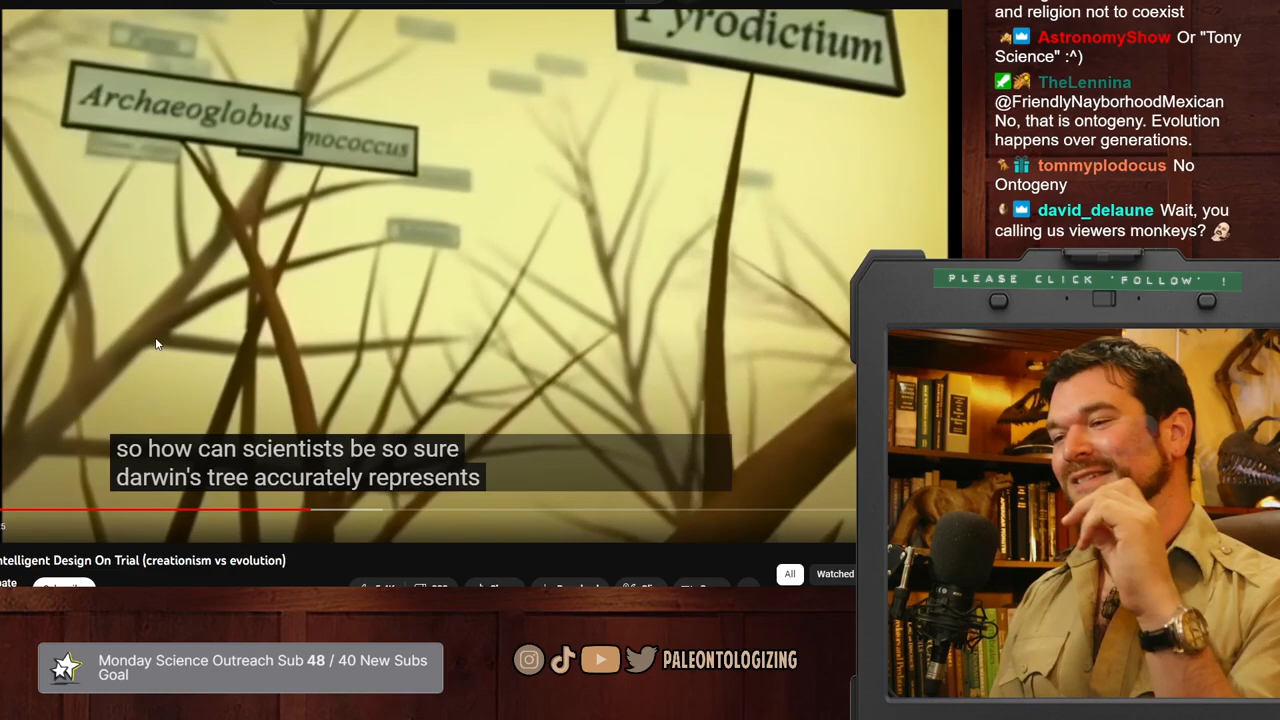 Pyrodictium
Archaeoglobus
mococcus
so how can scientists be so sure
darwin's tree accurately represents
ntelligent Design On Trial (creationism vs evolution)
All
Watched
and religion not to coexist
AstronomyShow Or "Tony
Science" :^)
TheLennina
@FriendlyNayborhoodMexican
No, that is ontogeny. Evolution
happens over generations.
tommyplodocus No
Ontogeny
david_delaune Wait, you
calling us viewers monkeys?
PLEASE CLICK "FOLLOW" !
Monday Science Outreach Sub 48 / 40 New Subs
Goal
PALEONTOLOGIZING